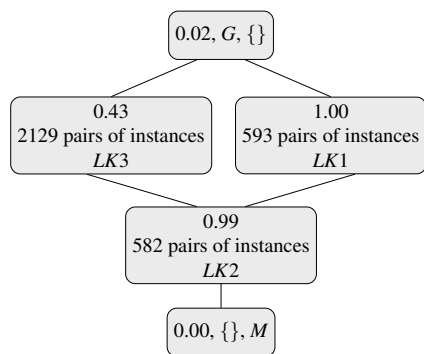 0.02, G, {}
0.43
2129 pairs of instances
LK3
1.00
593 pairs of instances
LK1
0.99
582 pairs of instances
LK2
0.00, {}, M